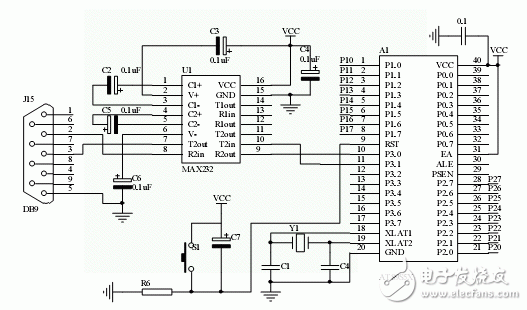 C3
0.1uF
VCC
C4
0.1uF
C2
0.1uF
C5
0.1uF
U1
1 C1+ VCC 16
2 V+ GND 15
3 C1- T1out 14
4 C2+ R1in 13
5 C2- R1out 12
6 V- T1in 11
7 T2out T2in 10
8 R2in R2out 9
MAX232
J15
1
6
2
7
3
8
4
9
5
DB9
C6
0.1uF
VCC
S1
C7
R6
0.1
VCC
A1
P10 1 P1.0 VCC 40
P11 2 P1.1 P0.0 39
P12 3 P1.2 P0.1 38
P13 4 P1.3 P0.2 37
P14 5 P1.4 P0.3 36
P15 6 P1.5 P0.4 35
P16 7 P1.6 P0.5 34
P17 8 P1.7 P0.6 33
9 RST P0.7 32
10 P3.0 EA 31
11 P3.1 ALE 30
12 P3.2 PSEN 29
13 P3.3 P2.7 28 P27
14 P3.4 P2.6 27 P26
15 P3.5 P2.5 26 P25
16 P3.6 P2.4 25 P24
17 P3.7 P2.3 24 P23
18 XLAT1 P2.2 23 P22
19 XLAT2 P2.1 22 P21
20 GND P2.0 21 P20
Y1
C1
C4
电子发烧友